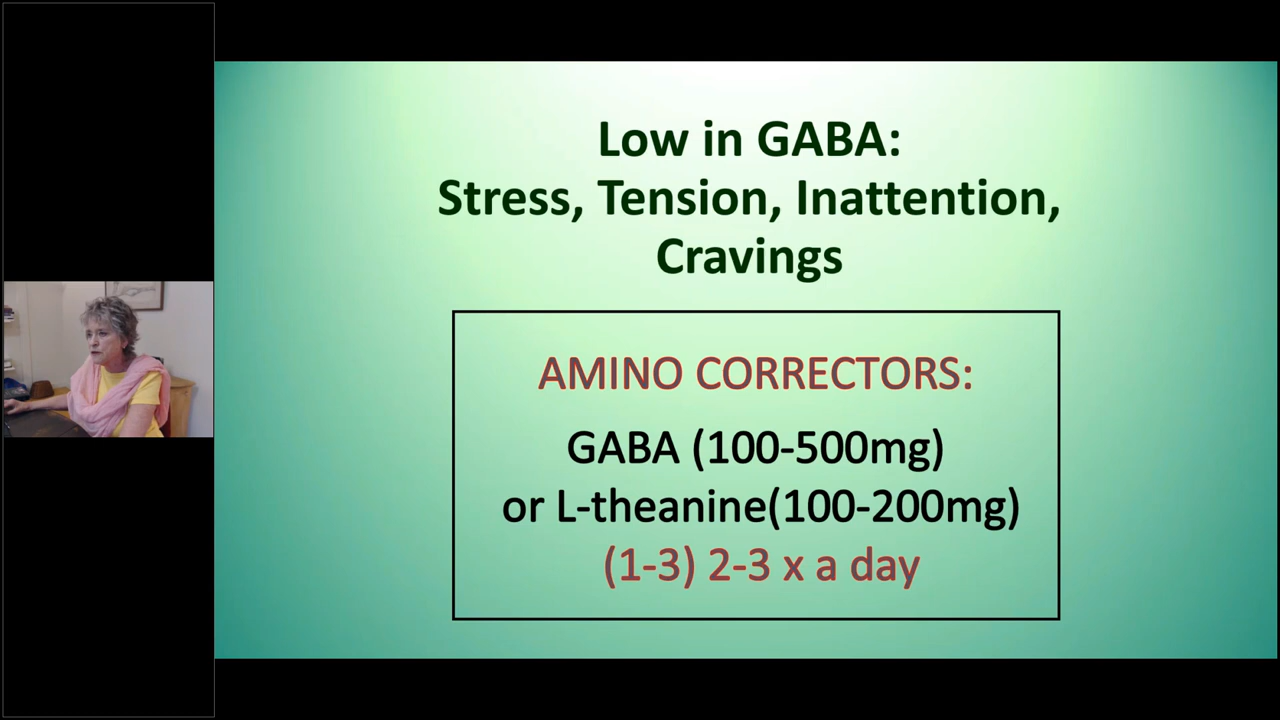 Low in GABA:
Stress, Tension, Inattention,
Cravings
AMINO CORRECTORS:
GABA (100-500mg)
or L-theanine(100-200mg)
(1-3) 2-3 x a day